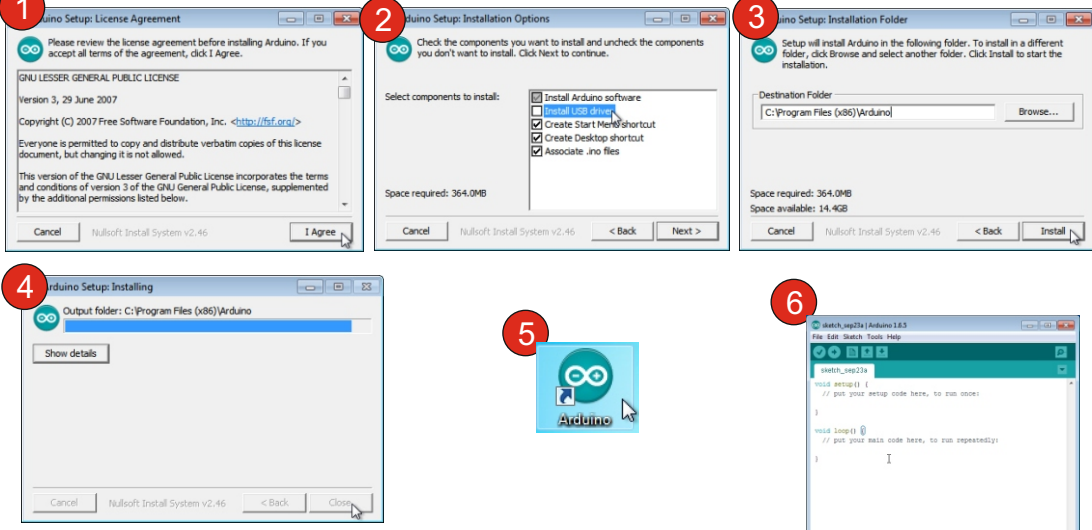 1
uino Setup: License Agreement
Please review the license agreement before installing Arduino. If you
accept all terms of the agreement, click I Agree.
GNU LESSER GENERAL PUBLIC LICENSE
Version 3, 29 June 2007
Copyright (C) 2007 Free Software Foundation, Inc. <http://fsf.org/>
Everyone is permitted to copy and distribute verbatim copies of this license
document, but changing it is not allowed.
This version of the GNU Lesser General Public License incorporates the terms
and conditions of version 3 of the GNU General Public License, supplemented
by the additional permissions listed below.
Cancel
Nullsoft Install System v2.46
I Agree
2
duino Setup: Installation Options
Check the components you want to install and uncheck the components
you don't want to install. Click Next to continue.
Select components to install:
Install Arduino software
Install USB driver
Create Start Menu shortcut
Create Desktop shortcut
Associate .ino files
Space required: 364.0MB
Cancel
Nullsoft Install System v2.46
< Back
Next >
3
uino Setup: Installation Folder
Setup will install Arduino in the following folder. To install in a different
folder, click Browse and select another folder. Click Install to start the
installation.
Destination Folder
C:\Program Files (x86)\Arduino
Browse...
Space required: 364.0MB
Space available: 14.4GB
Cancel
Nullsoft Install System v2.46
< Back
Install
4
rduino Setup: Installing
Output folder: C:\Program Files (x86)\Arduino
Show details
Cancel
Nullsoft Install System v2.46
< Back
Close
5
Arduino
6
sketch_sep23a | Arduino 1.8.5
File Edit Sketch Tools Help
sketch_sep23a
void setup() {
// put your setup code here, to run once:
}
void loop() {
// put your main code here, to run repeatedly:
}